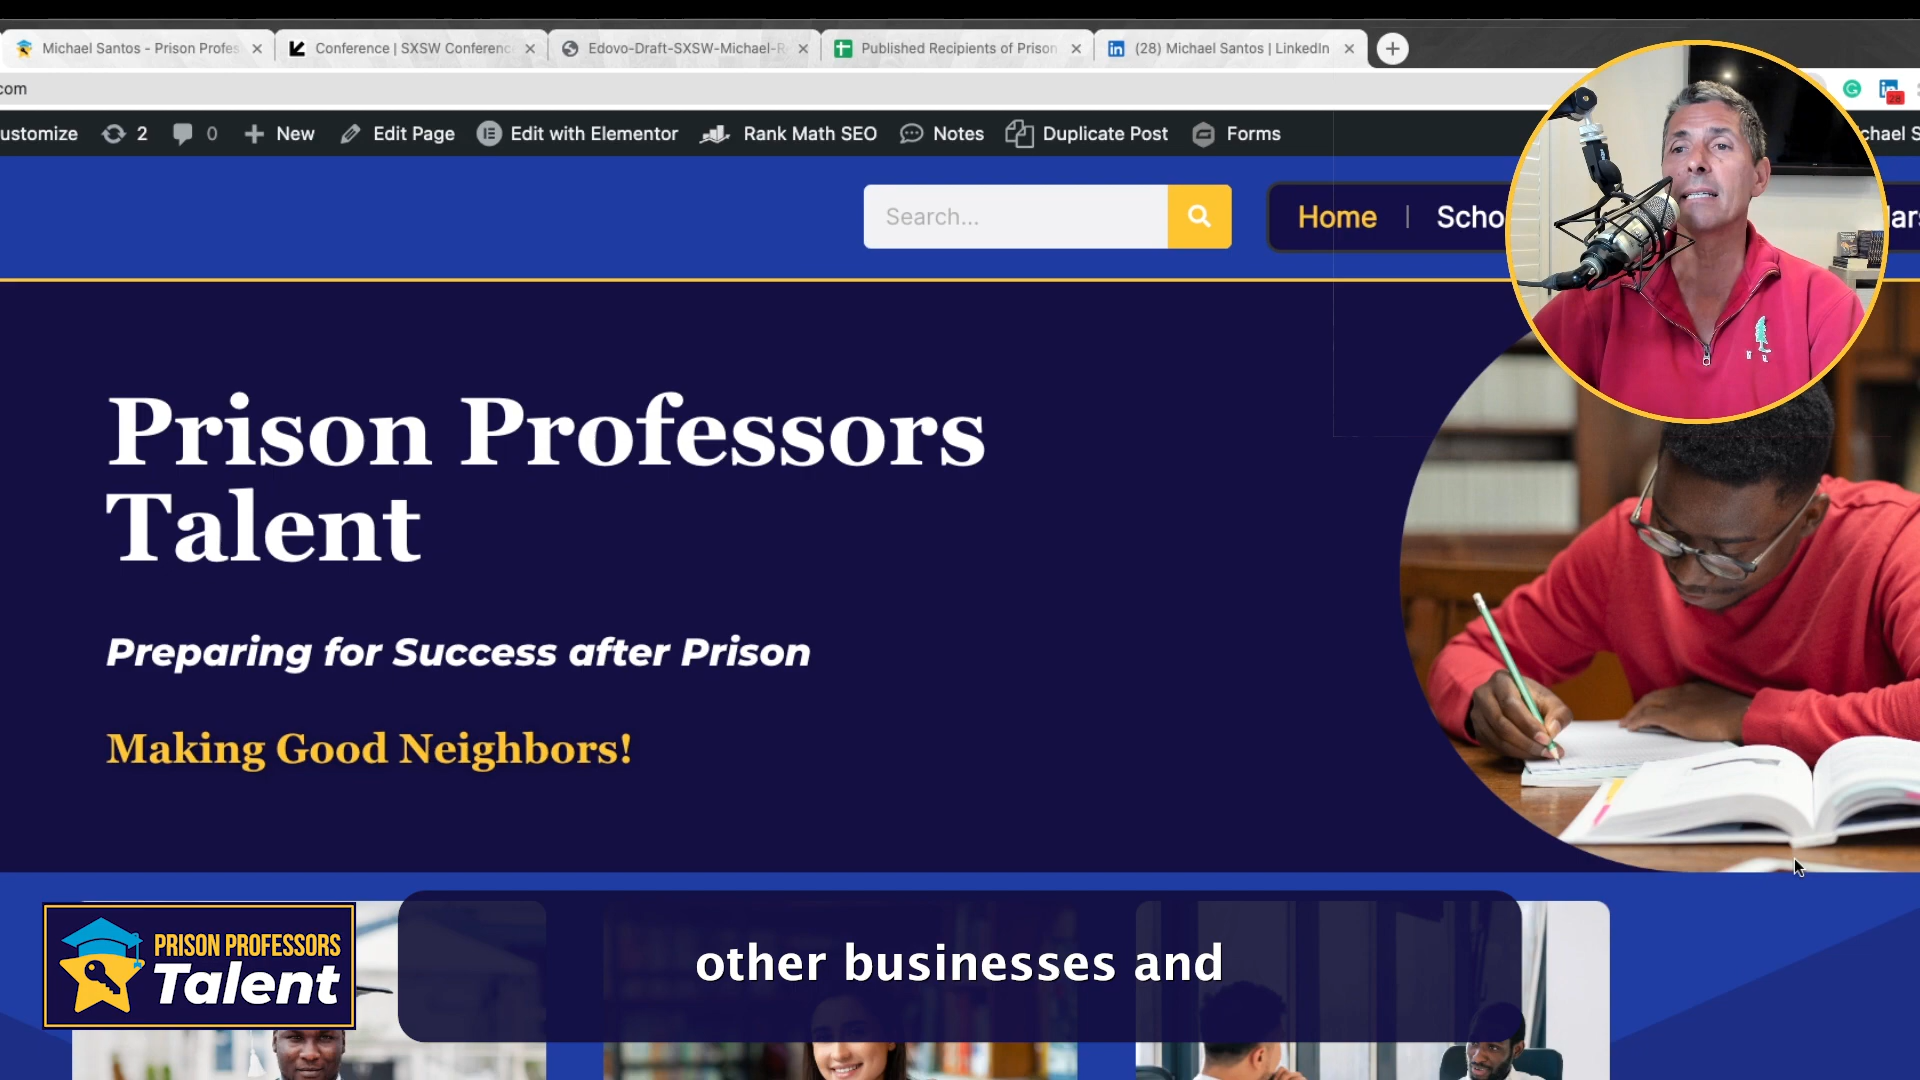 Michael Santos - Prison Profes
Conference | SXSW Conferenc
Edovo-Draft-SXSW-Michael-R
Published Recipients of Prison
(28) Michael Santos | LinkedIn
com
ustomize
2
0
New
Edit Page
Edit with Elementor
Rank Math SEO
Notes
Duplicate Post
Forms
chael S
Search...
Home
Scho
lars
Prison Professors
Talent
Preparing for Success after Prison
Making Good Neighbors!
PRISON PROFESSORS
Talent
other businesses and